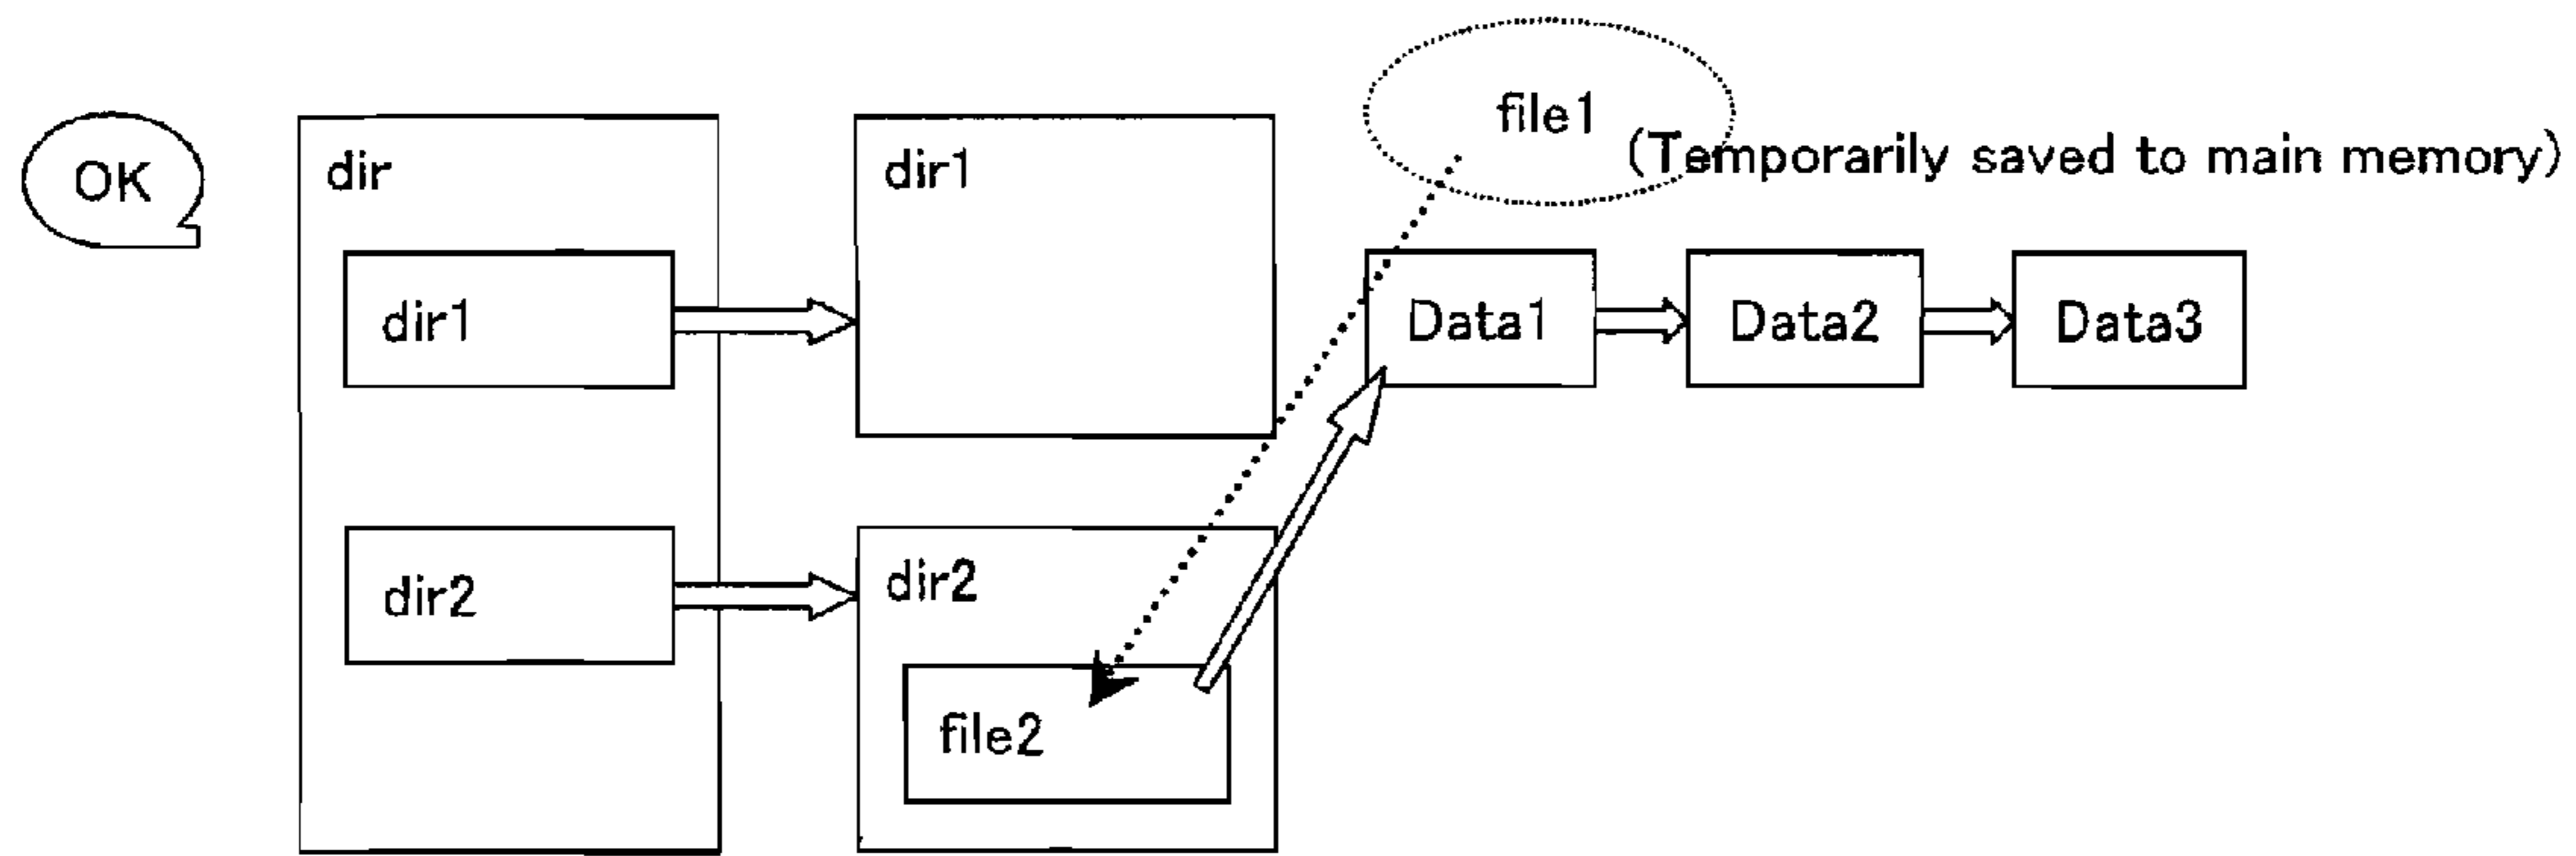 OK
dir
dir1
dir2
dir1
dir2
file2
file1
(Temporarily saved to main memory)
Data1
Data2
Data3